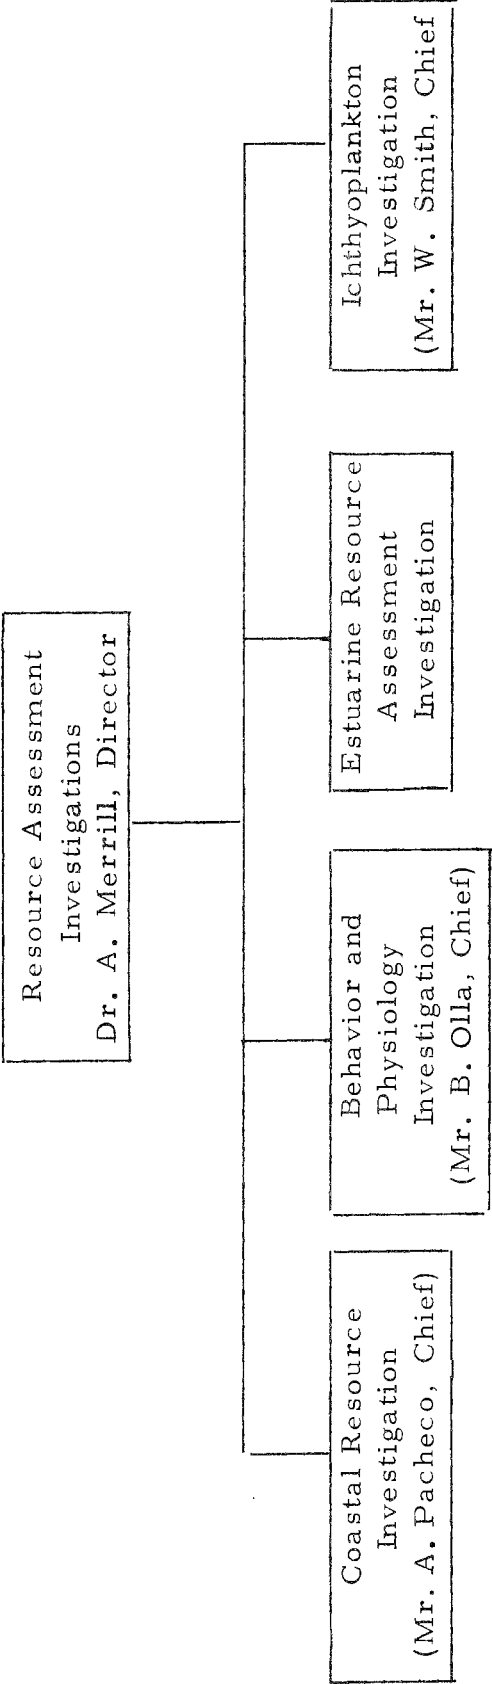 Resource Assessment
Investigations
Dr. A. Merrill, Director
Coastal Resource
Investigation
(Mr. A. Pacheco, Chief)
Behavior and
Physiology
Investigation
(Mr. B. Olla, Chief)
Estuarine Resource
Assessment
Investigation
Ichthyoplankton
Investigation
(Mr. W. Smith, Chief